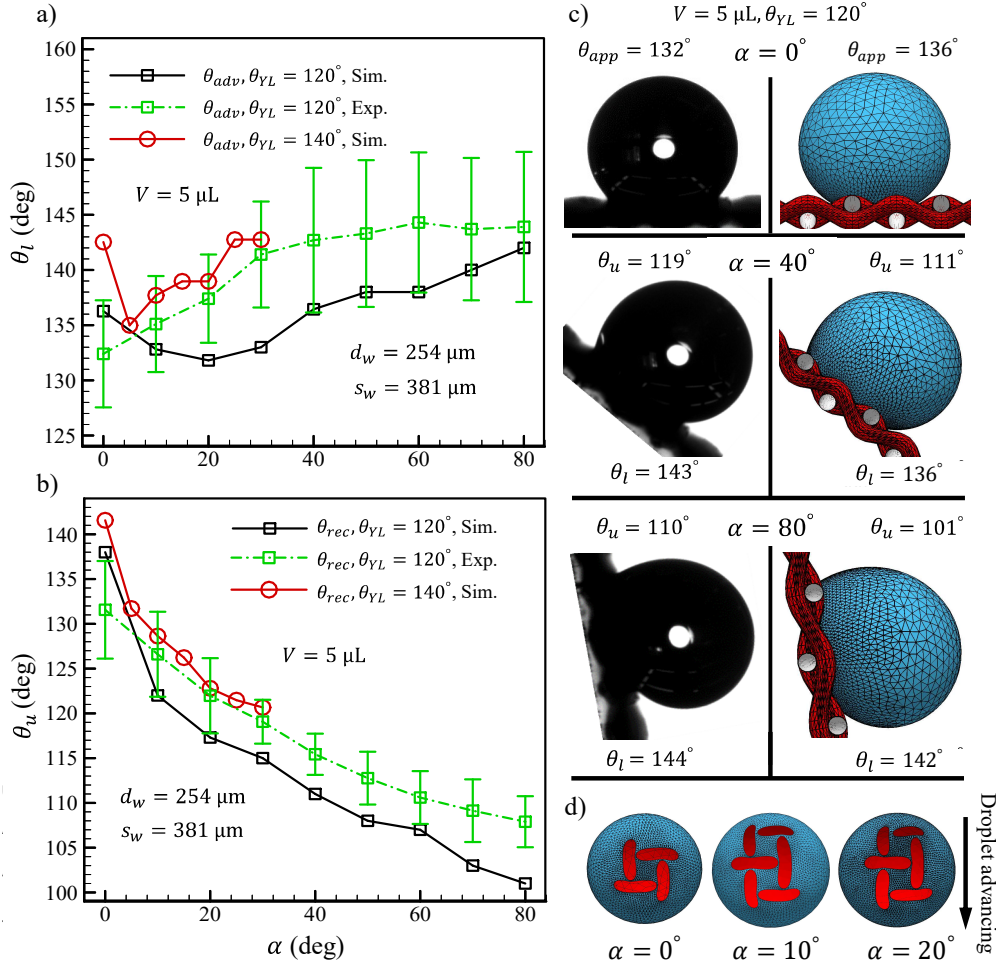 a)
θ_l (deg)
160
155
150
145
140
135
130
125
θ_adv, θ_YL = 120°, Sim.
θ_adv, θ_YL = 120°, Exp.
θ_adv, θ_YL = 140°, Sim.
V = 5 μL
d_w = 254 μm
s_w = 381 μm
0 20 40 60 80
b)
θ_u (deg)
140
135
130
125
120
115
110
105
100
θ_rec, θ_YL = 120°, Sim.
θ_rec, θ_YL = 120°, Exp.
θ_rec, θ_YL = 140°, Sim.
V = 5 μL
d_w = 254 μm
s_w = 381 μm
0 20 40 60 80
α (deg)
c)
V = 5 μL, θ_YL = 120°
θ_app = 132° α = 0° θ_app = 136°
θ_u = 119° α = 40° θ_u = 111°
θ_l = 143° θ_l = 136°
θ_u = 110° α = 80° θ_u = 101°
θ_l = 144° θ_l = 142°
d)
α = 0° α = 10° α = 20°
Droplet advancing